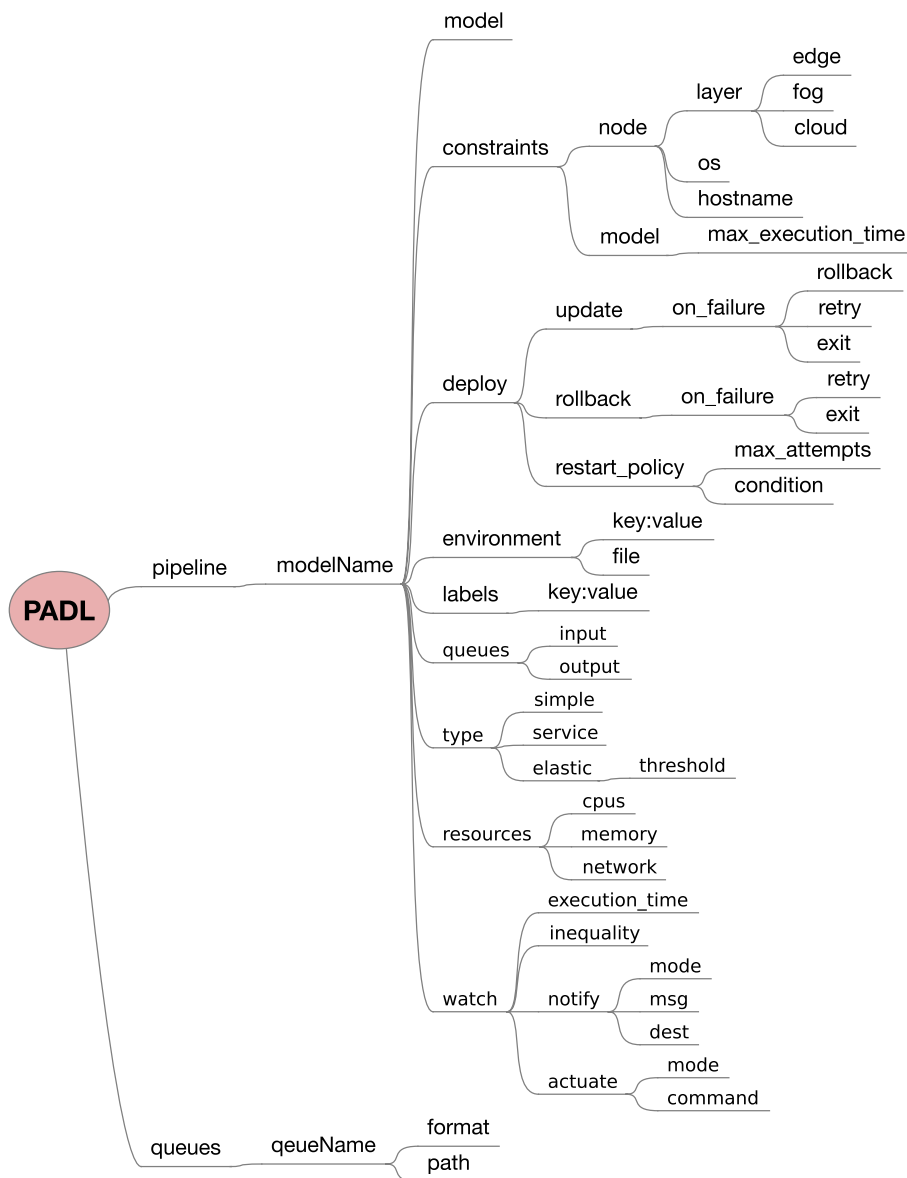 PADL
pipeline
modelName
model
constraints
node
layer
edge
fog
cloud
os
hostname
model
max_execution_time
deploy
update
on_failure
rollback
retry
exit
rollback
on_failure
retry
exit
restart_policy
max_attempts
condition
environment
key:value
file
labels
key:value
queues
input
output
type
simple
service
elastic
threshold
resources
cpus
memory
network
watch
execution_time
inequality
notify
mode
msg
dest
actuate
mode
command
queues
qeueName
format
path